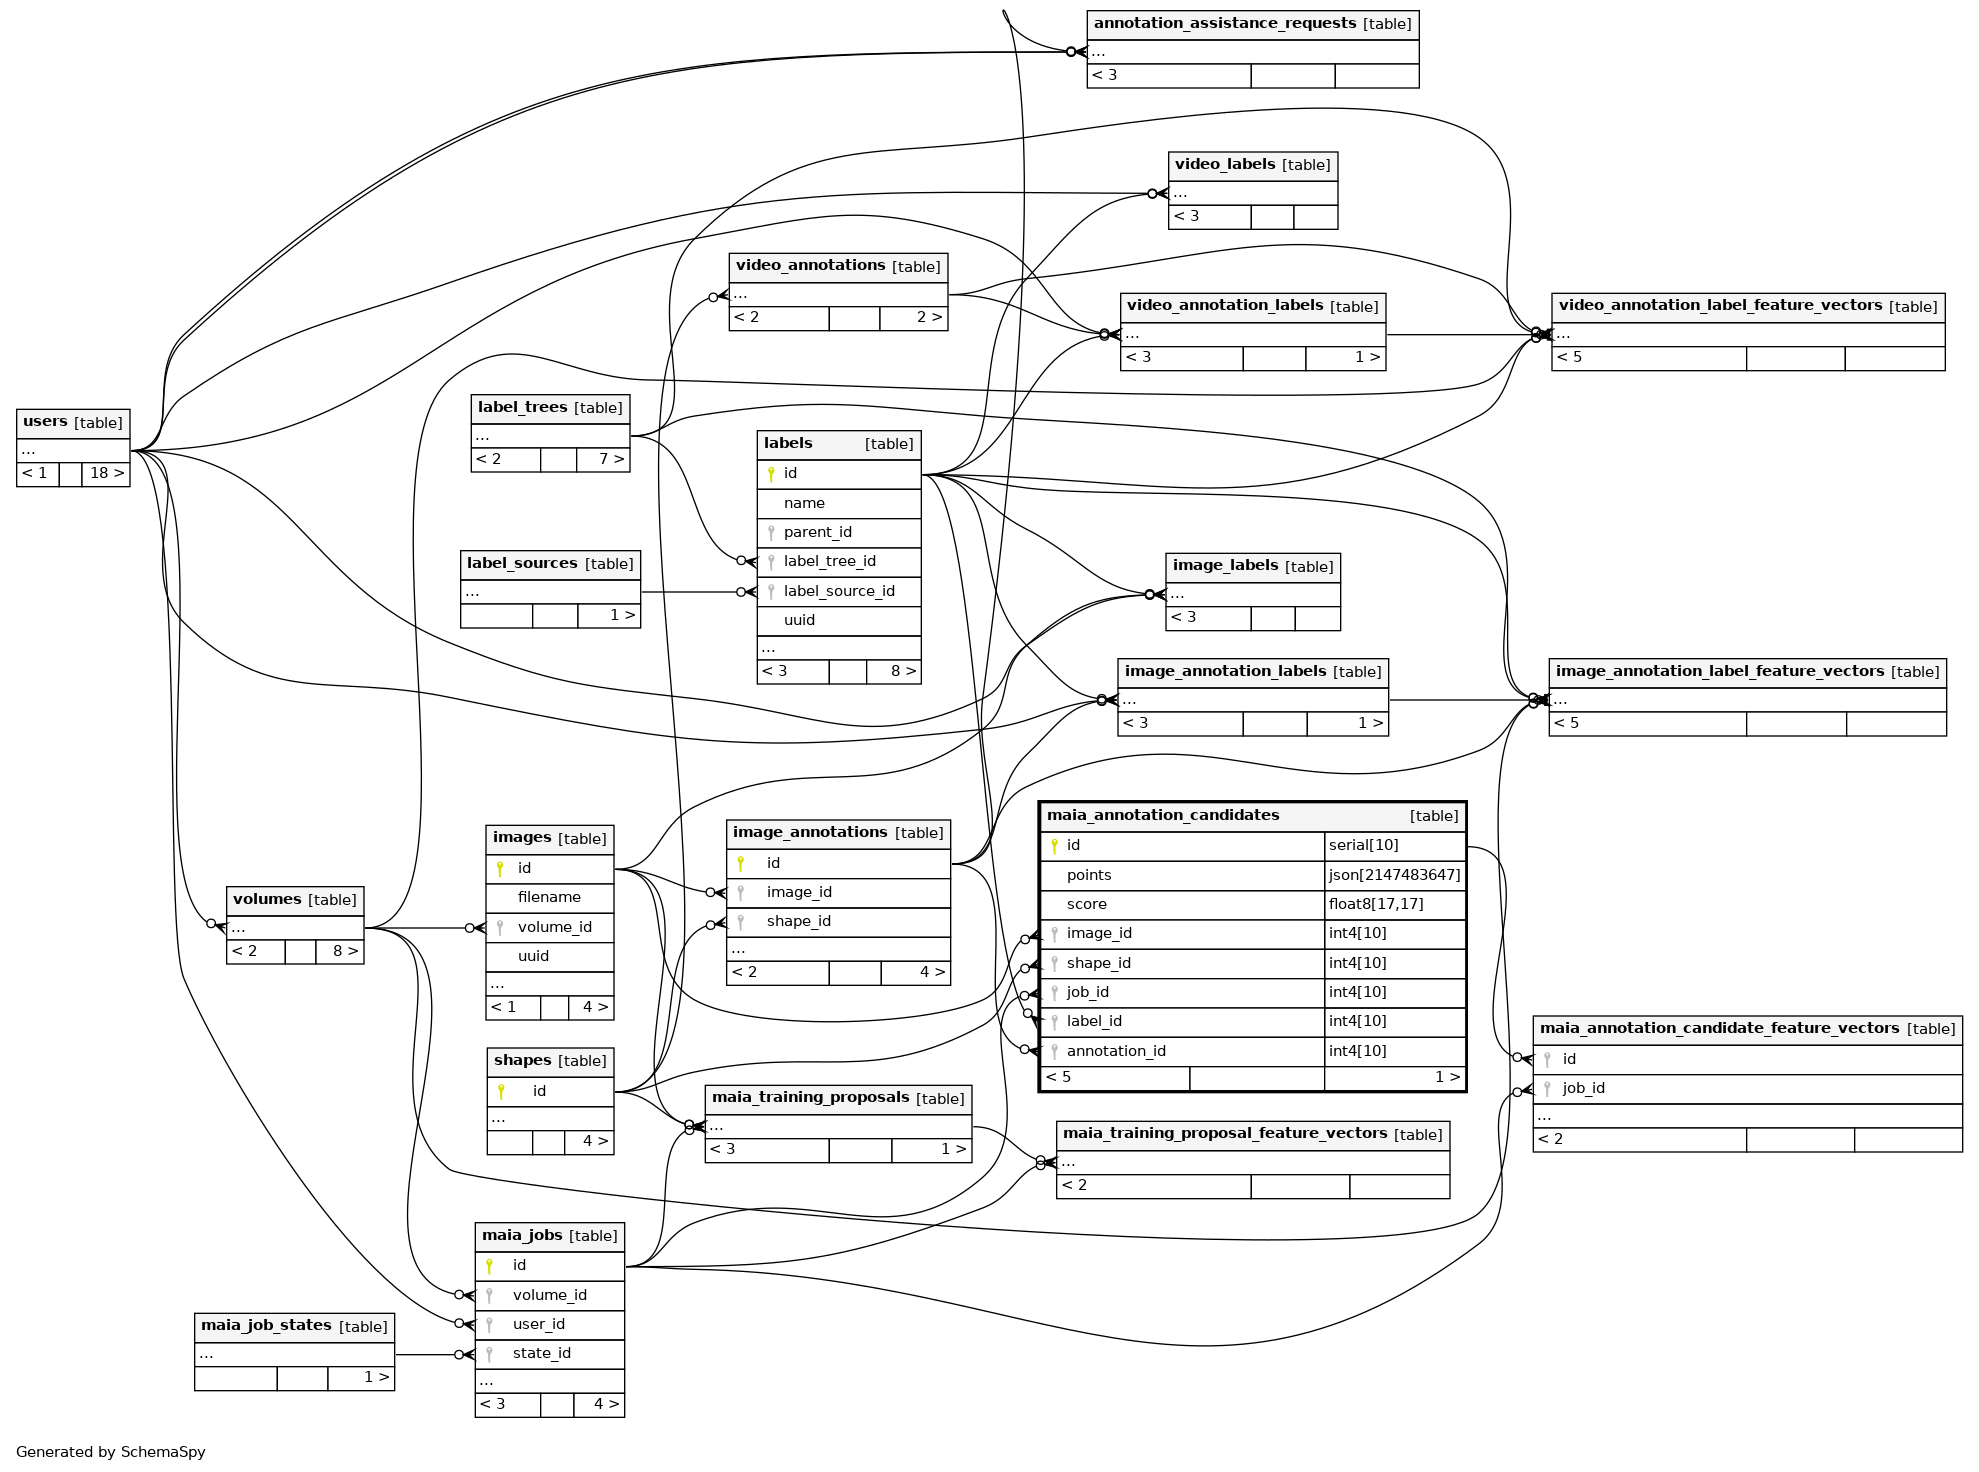 annotation_assistance_requests [table]
...
< 3
video_labels [table]
...
< 3
video_annotations [table]
...
< 2 2 >
video_annotation_labels [table]
...
< 3 1 >
video_annotation_label_feature_vectors [table]
...
< 5
users [table]
...
< 1 18 >
label_trees [table]
...
< 2 7 >
labels [table]
id
name
parent_id
label_tree_id
label_source_id
uuid
...
< 3 8 >
label_sources [table]
...
1 >
image_labels [table]
...
< 3
image_annotation_labels [table]
...
< 3 1 >
image_annotation_label_feature_vectors [table]
...
< 5
volumes [table]
...
< 2 8 >
images [table]
id
filename
volume_id
uuid
...
< 1 4 >
image_annotations [table]
id
image_id
shape_id
...
< 2 4 >
maia_annotation_candidates [table]
id serial[10]
points json[2147483647]
score float8[17,17]
image_id int4[10]
shape_id int4[10]
job_id int4[10]
label_id int4[10]
annotation_id int4[10]
< 5 1 >
maia_annotation_candidate_feature_vectors [table]
id
job_id
...
< 2
shapes [table]
id
...
4 >
maia_training_proposals [table]
...
< 3 1 >
maia_training_proposal_feature_vectors [table]
...
< 2
maia_jobs [table]
id
volume_id
user_id
state_id
...
< 3 4 >
maia_job_states [table]
...
1 >
Generated by SchemaSpy